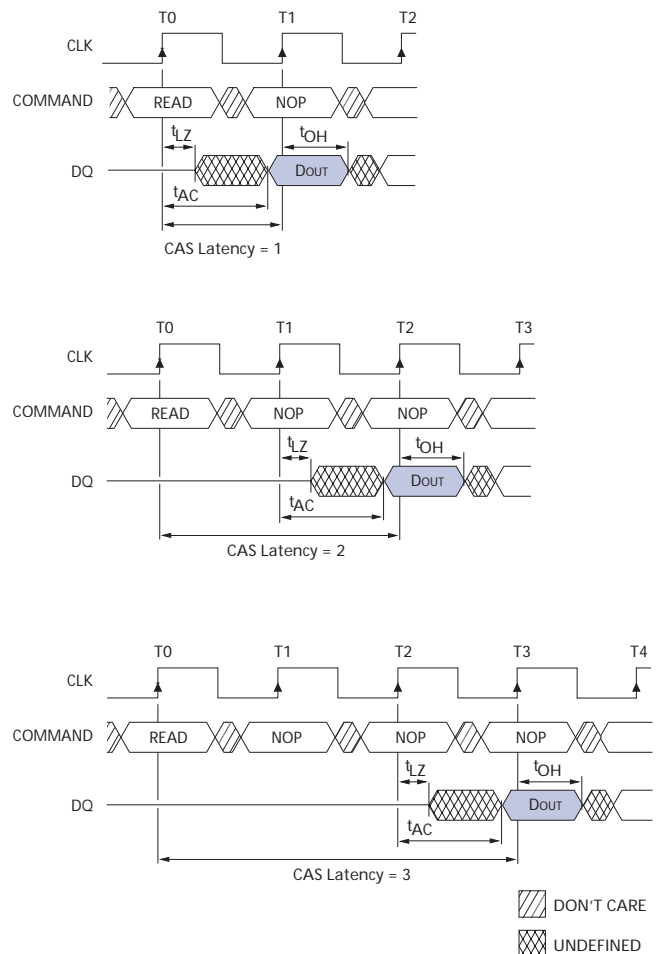 T0 T1 T2
CLK
COMMAND READ NOP
tLZ tOH
DQ DOUT
tAC
CAS Latency = 1
T0 T1 T2 T3
CLK
COMMAND READ NOP NOP
tLZ tOH
DQ DOUT
tAC
CAS Latency = 2
T0 T1 T2 T3 T4
CLK
COMMAND READ NOP NOP NOP
tLZ tOH
DQ DOUT
tAC
CAS Latency = 3
DON'T CARE
UNDEFINED